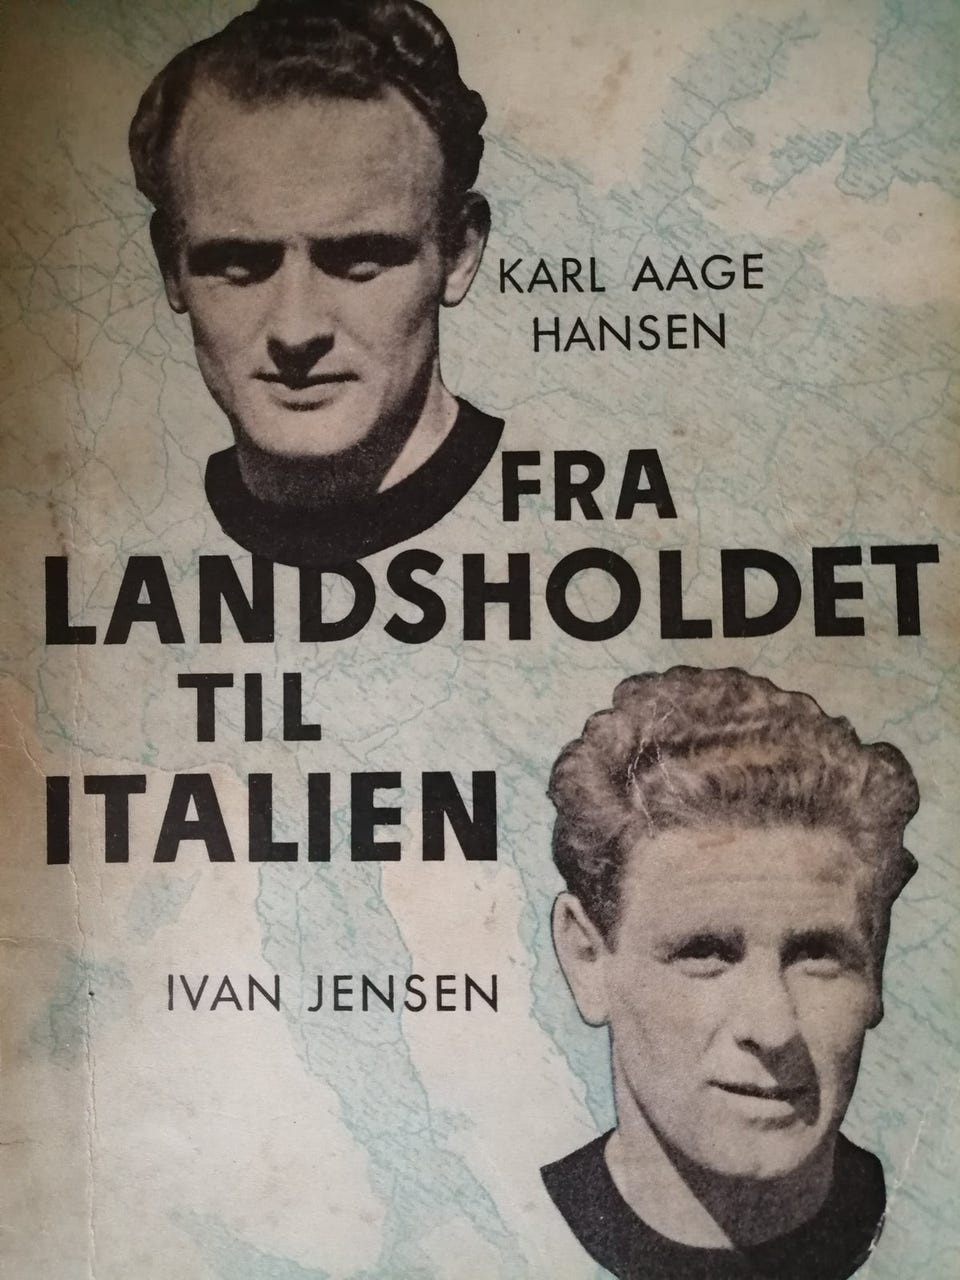 KARL AAGE
HANSEN
FRA
LANDSHOLDET
TIL
ITALIEN
IVAN JENSEN